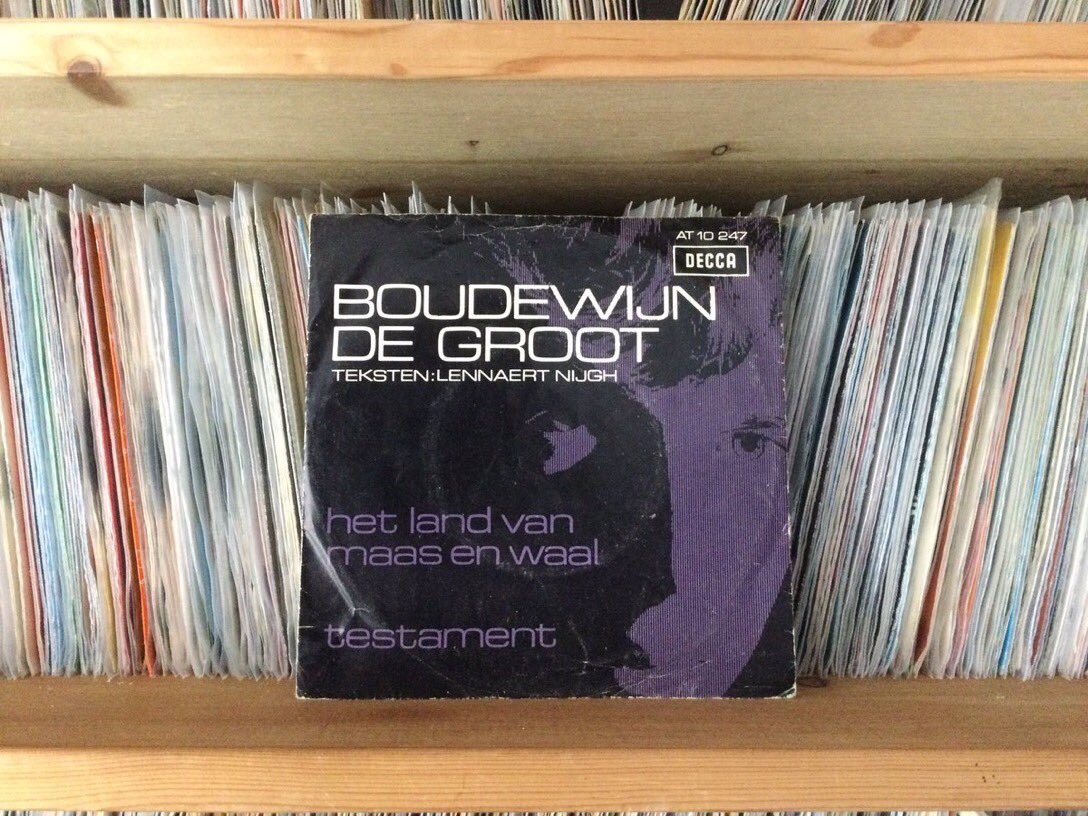 AT 10 247
DECCA
BOUDEWIJN
DE GROOT
TEKSTEN:LENNAERT NIJGH
het land van
maas en waal
testament